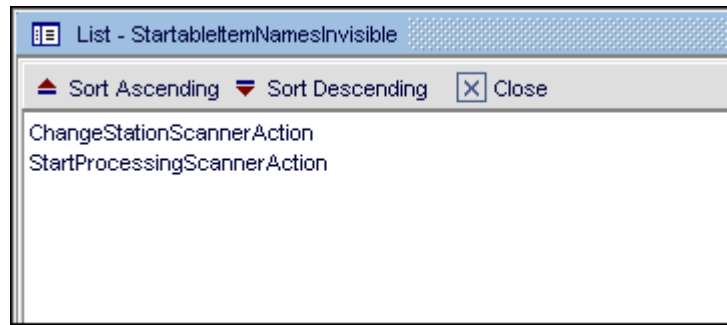 List - StartableItemNamesInvisible
Sort Ascending Sort Descending Close
ChangeStationScannerAction
StartProcessingScannerAction